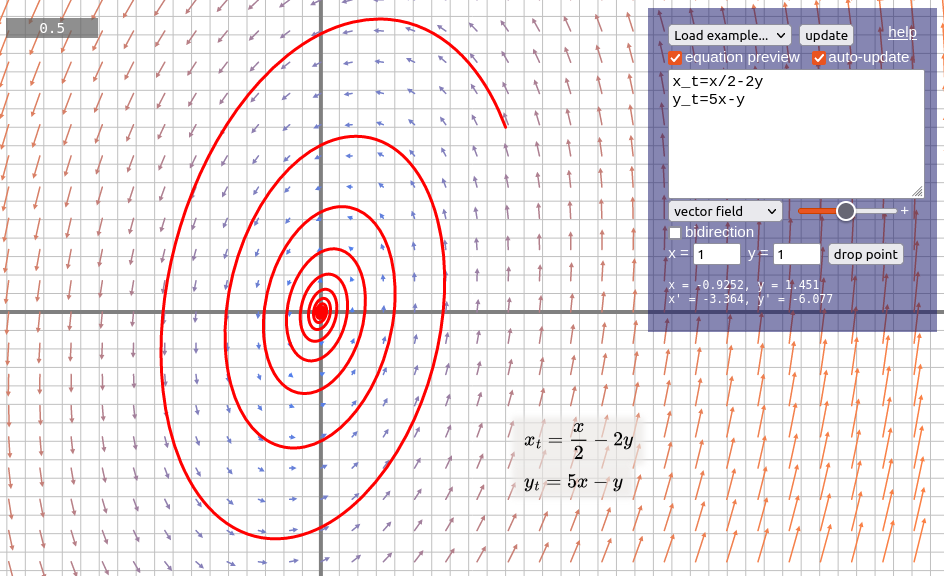 0.5
Load example... update help
equation preview auto-update
x_t=x/2-2y
y_t=5x-y
vector field +
bidirection
x = 1 y = 1 drop point
x = -0.9252, y = 1.451
x' = -3.364, y' = -6.077
x_t = x/2 − 2y
y_t = 5x − y